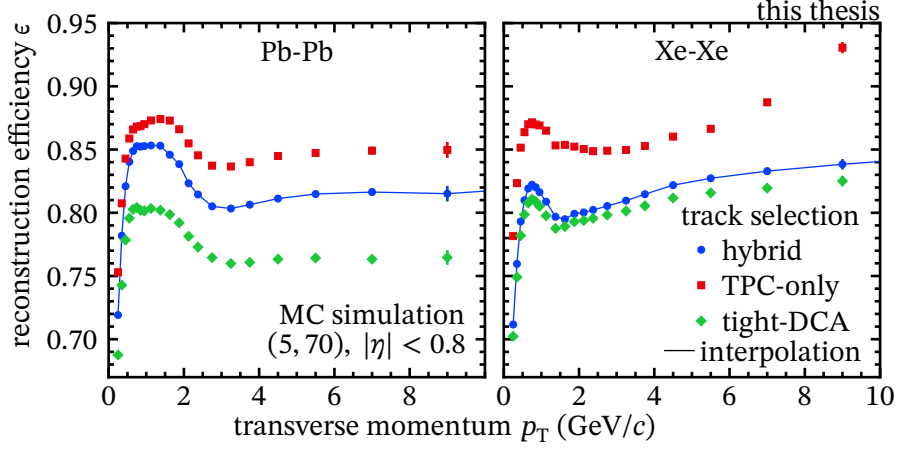 this thesis
reconstruction efficiency ϵ
0.95
0.90
0.85
0.80
0.75
0.70
Pb-Pb
MC simulation
(5, 70), |η| < 0.8
Xe-Xe
track selection
hybrid
TPC-only
tight-DCA
interpolation
0 2 4 6 8 0 2 4 6 8 10
transverse momentum pT (GeV/c)